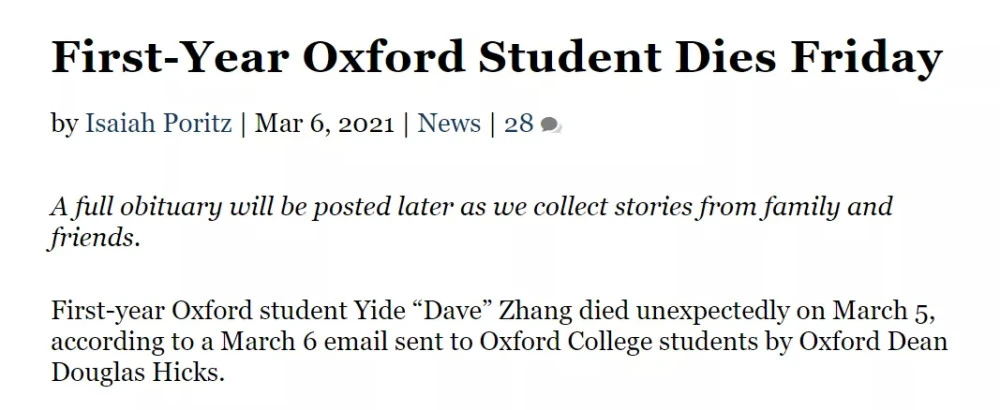 First-Year Oxford Student Dies Friday
by Isaiah Poritz | Mar 6, 2021 | News | 28
A full obituary will be posted later as we collect stories from family and
friends.
First-year Oxford student Yide “Dave” Zhang died unexpectedly on March 5,
according to a March 6 email sent to Oxford College students by Oxford Dean
Douglas Hicks.